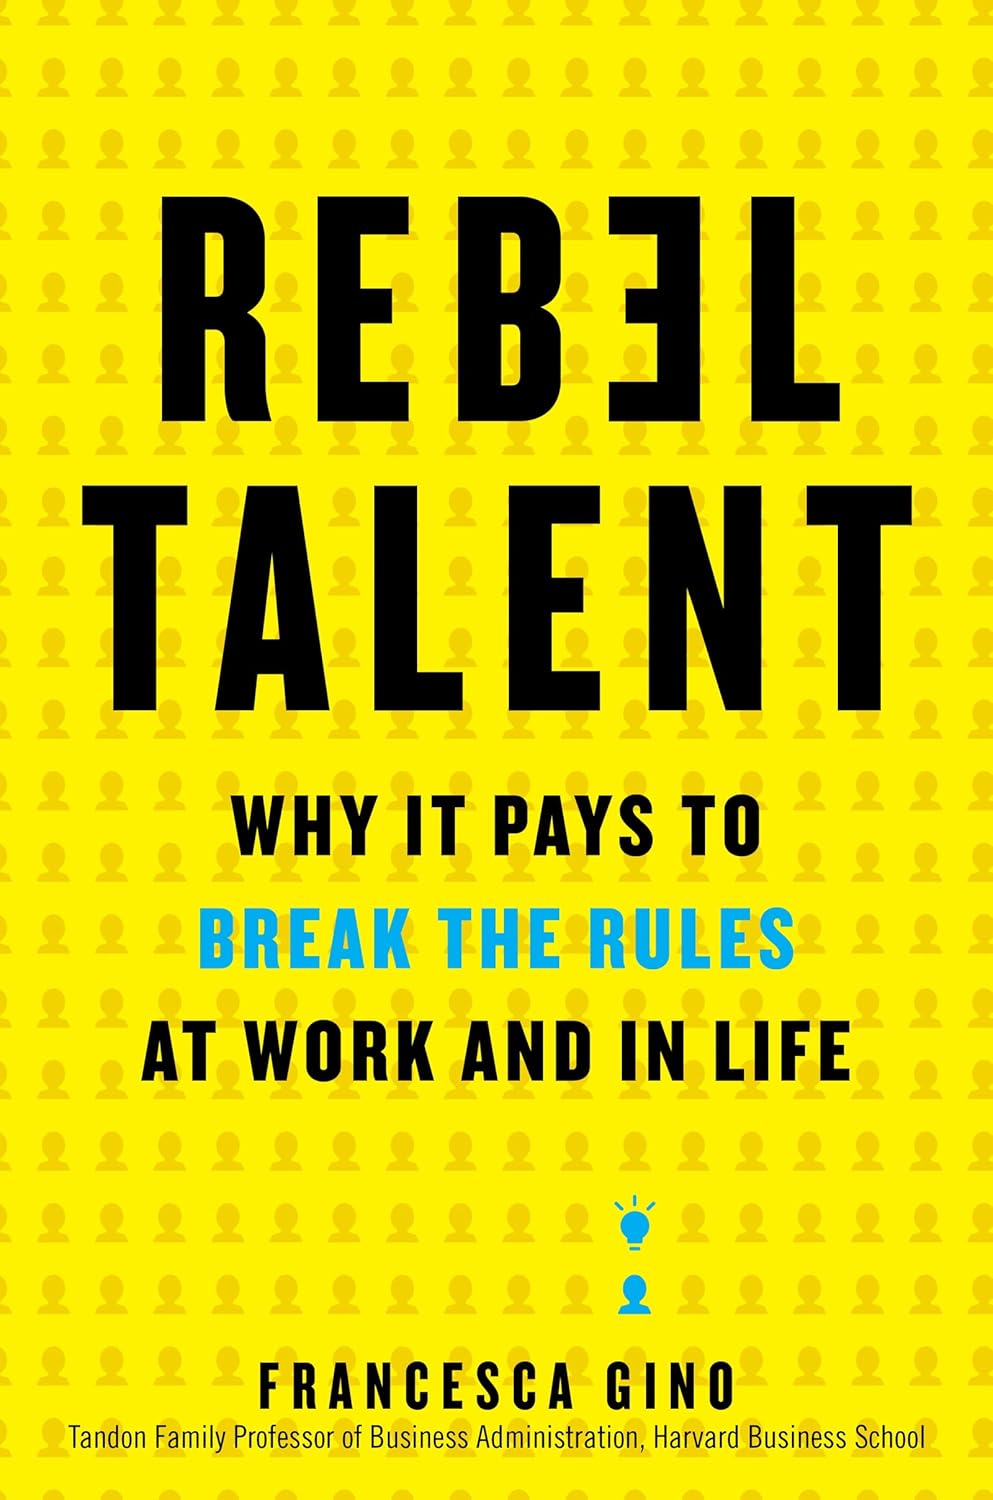 REBEL
TALENT
WHY IT PAYS TO
BREAK THE RULES
AT WORK AND IN LIFE
FRANCESCA GINO
Tandon Family Professor of Business Administration, Harvard Business School